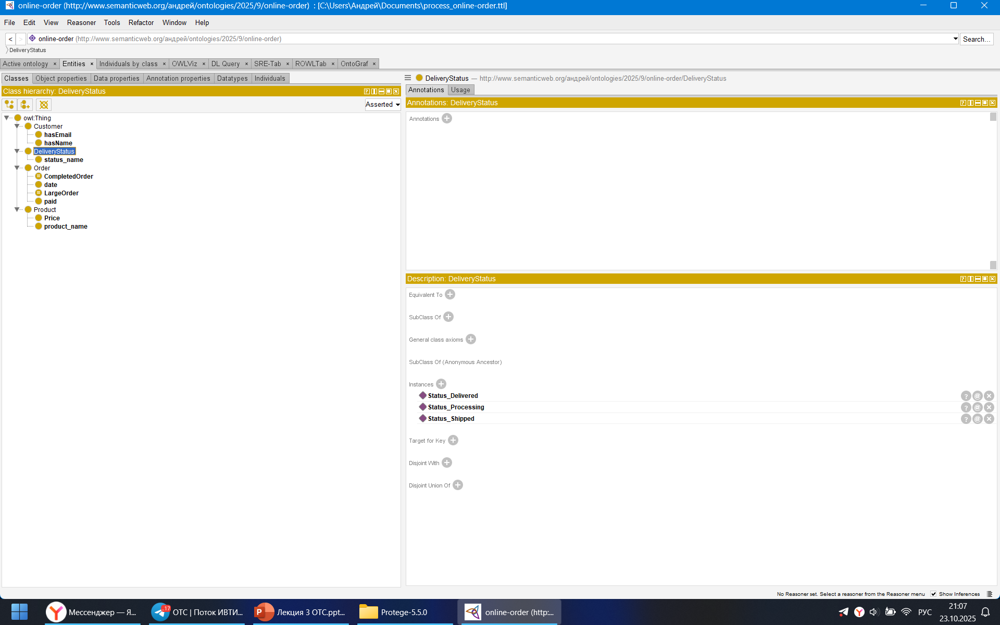 online-order (http://www.semanticweb.org/андрей/ontologies/2025/9/online-order)  : [C:\Users\Андрей\Documents\process_online-order.ttl]
File Edit View Reasoner Tools Refactor Window Help
< > online-order (http://www.semanticweb.org/андрей/ontologies/2025/9/online-order) Search...
DeliveryStatus
Active ontology × Entities × Individuals by class × OWLViz × DL Query × SRE-Tab × ROWLTab × OntoGraf ×
Classes Object properties Data properties Annotation properties Datatypes Individuals
Class hierarchy: DeliveryStatus
Asserted
owl:Thing
Customer
hasEmail
hasName
DeliveryStatus
status_name
Order
CompletedOrder
date
LargeOrder
paid
Product
Price
product_name
DeliveryStatus — http://www.semanticweb.org/андрей/ontologies/2025/9/online-order/DeliveryStatus
Annotations Usage
Annotations: DeliveryStatus
Annotations
Description: DeliveryStatus
Equivalent To
SubClass Of
General class axioms
SubClass Of (Anonymous Ancestor)
Instances
Status_Delivered
Status_Processing
Status_Shipped
Target for Key
Disjoint With
Disjoint Union Of
No Reasoner set. Select a reasoner from the Reasoner menu Show Inferences
Мессенджер — Я... 17 ОТС | Поток ИВТИ... Лекция 3 ОТС.ppt... Protege-5.5.0 online-order (http:... РУС 21:07
23.10.2025